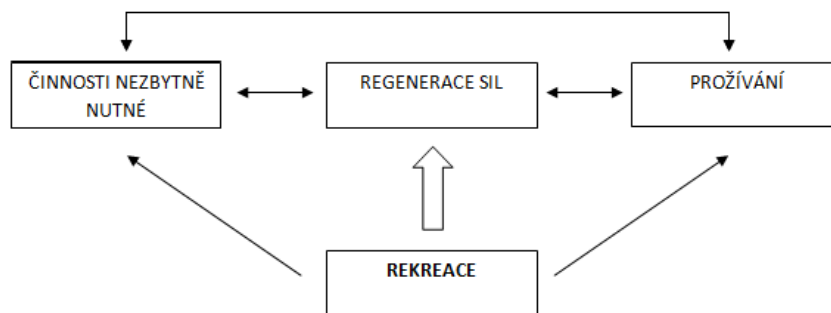 ČINNOSTI NEZBYTNĚ
NUTNÉ
REGENERACE SIL
PROŽÍVÁNÍ
REKREACE